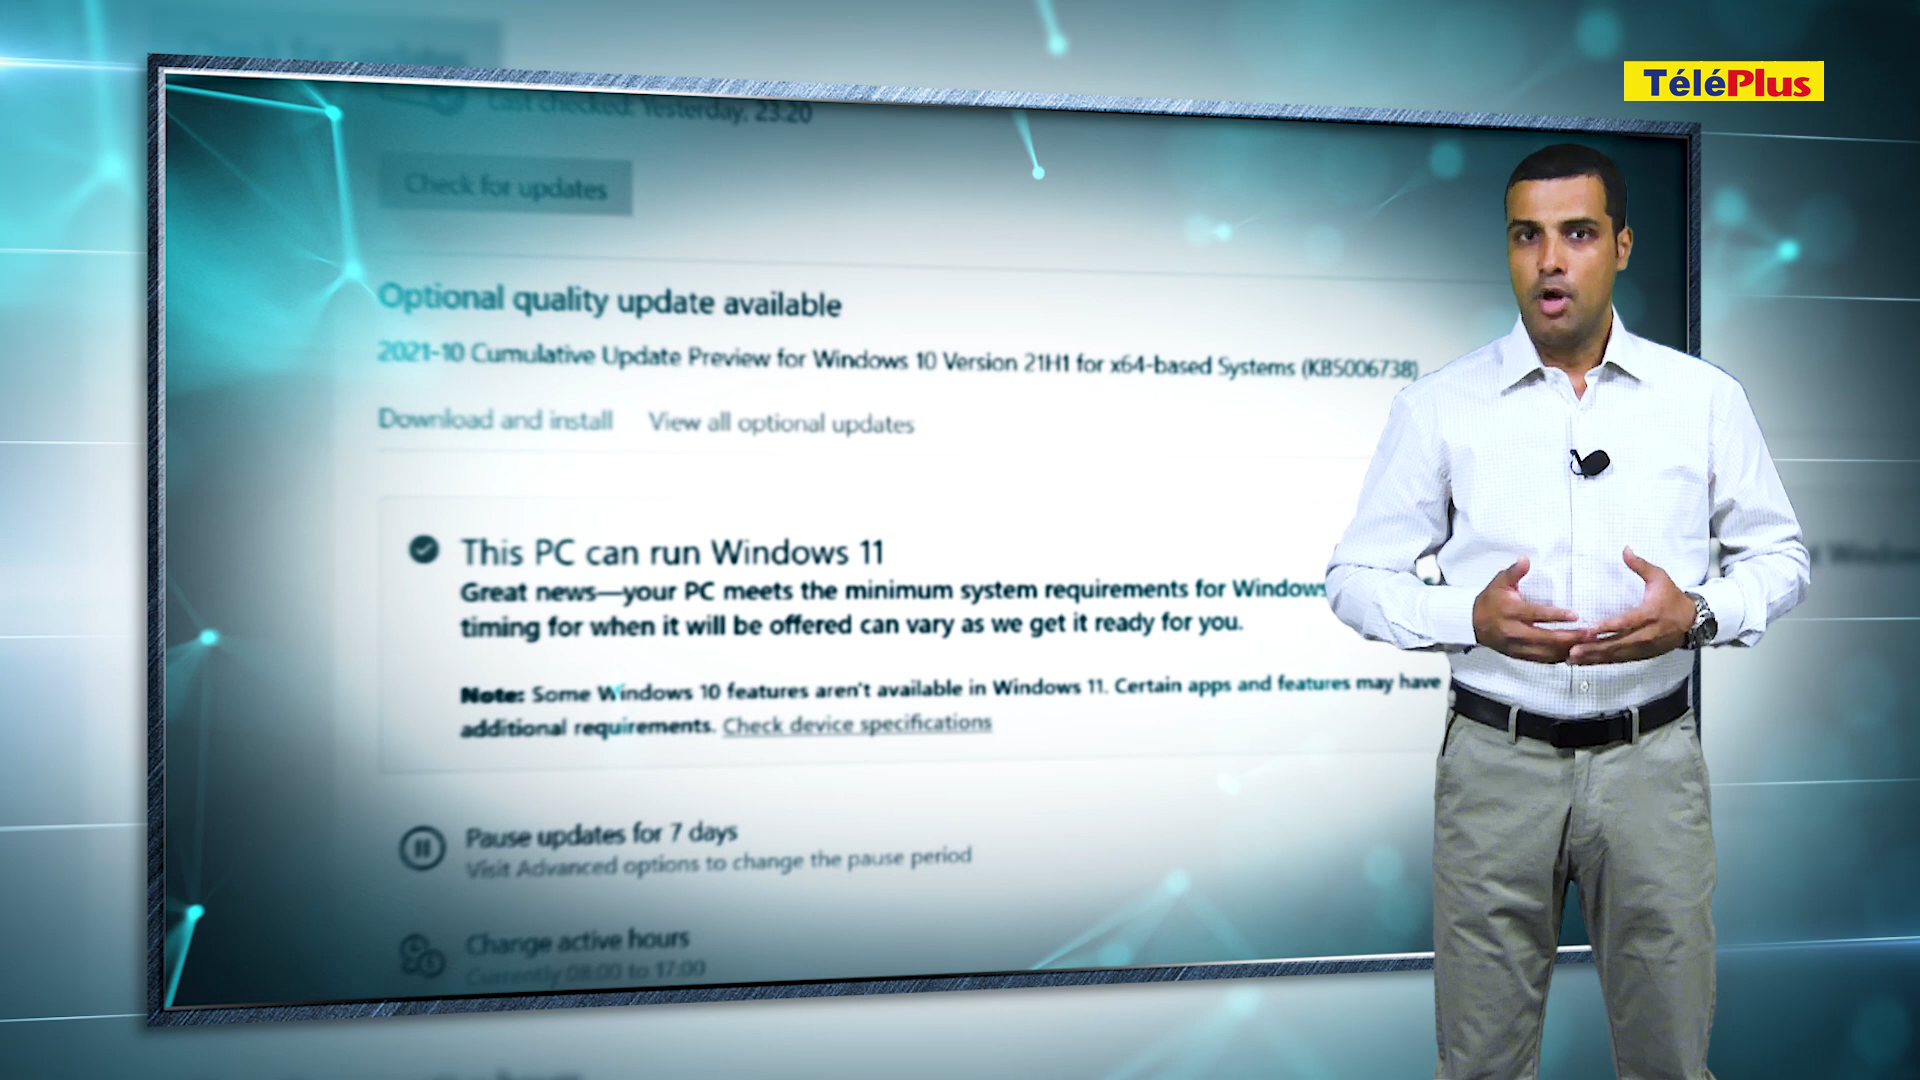 TéléPlus
Last checked: Yesterday, 23:20
Check for updates
Optional quality update available
2021-10 Cumulative Update Preview for Windows 10 Version 21H1 for x64-based Systems (KB5006738)
Download and install View all optional updates
This PC can run Windows 11
Great news—your PC meets the minimum system requirements for Windows
timing for when it will be offered can vary as we get it ready for you.
Note: Some Windows 10 features aren't available in Windows 11. Certain apps and features may have
additional requirements. Check device specifications
Pause updates for 7 days
Visit Advanced options to change the pause period
Change active hours
Currently 08:00 to 17:00